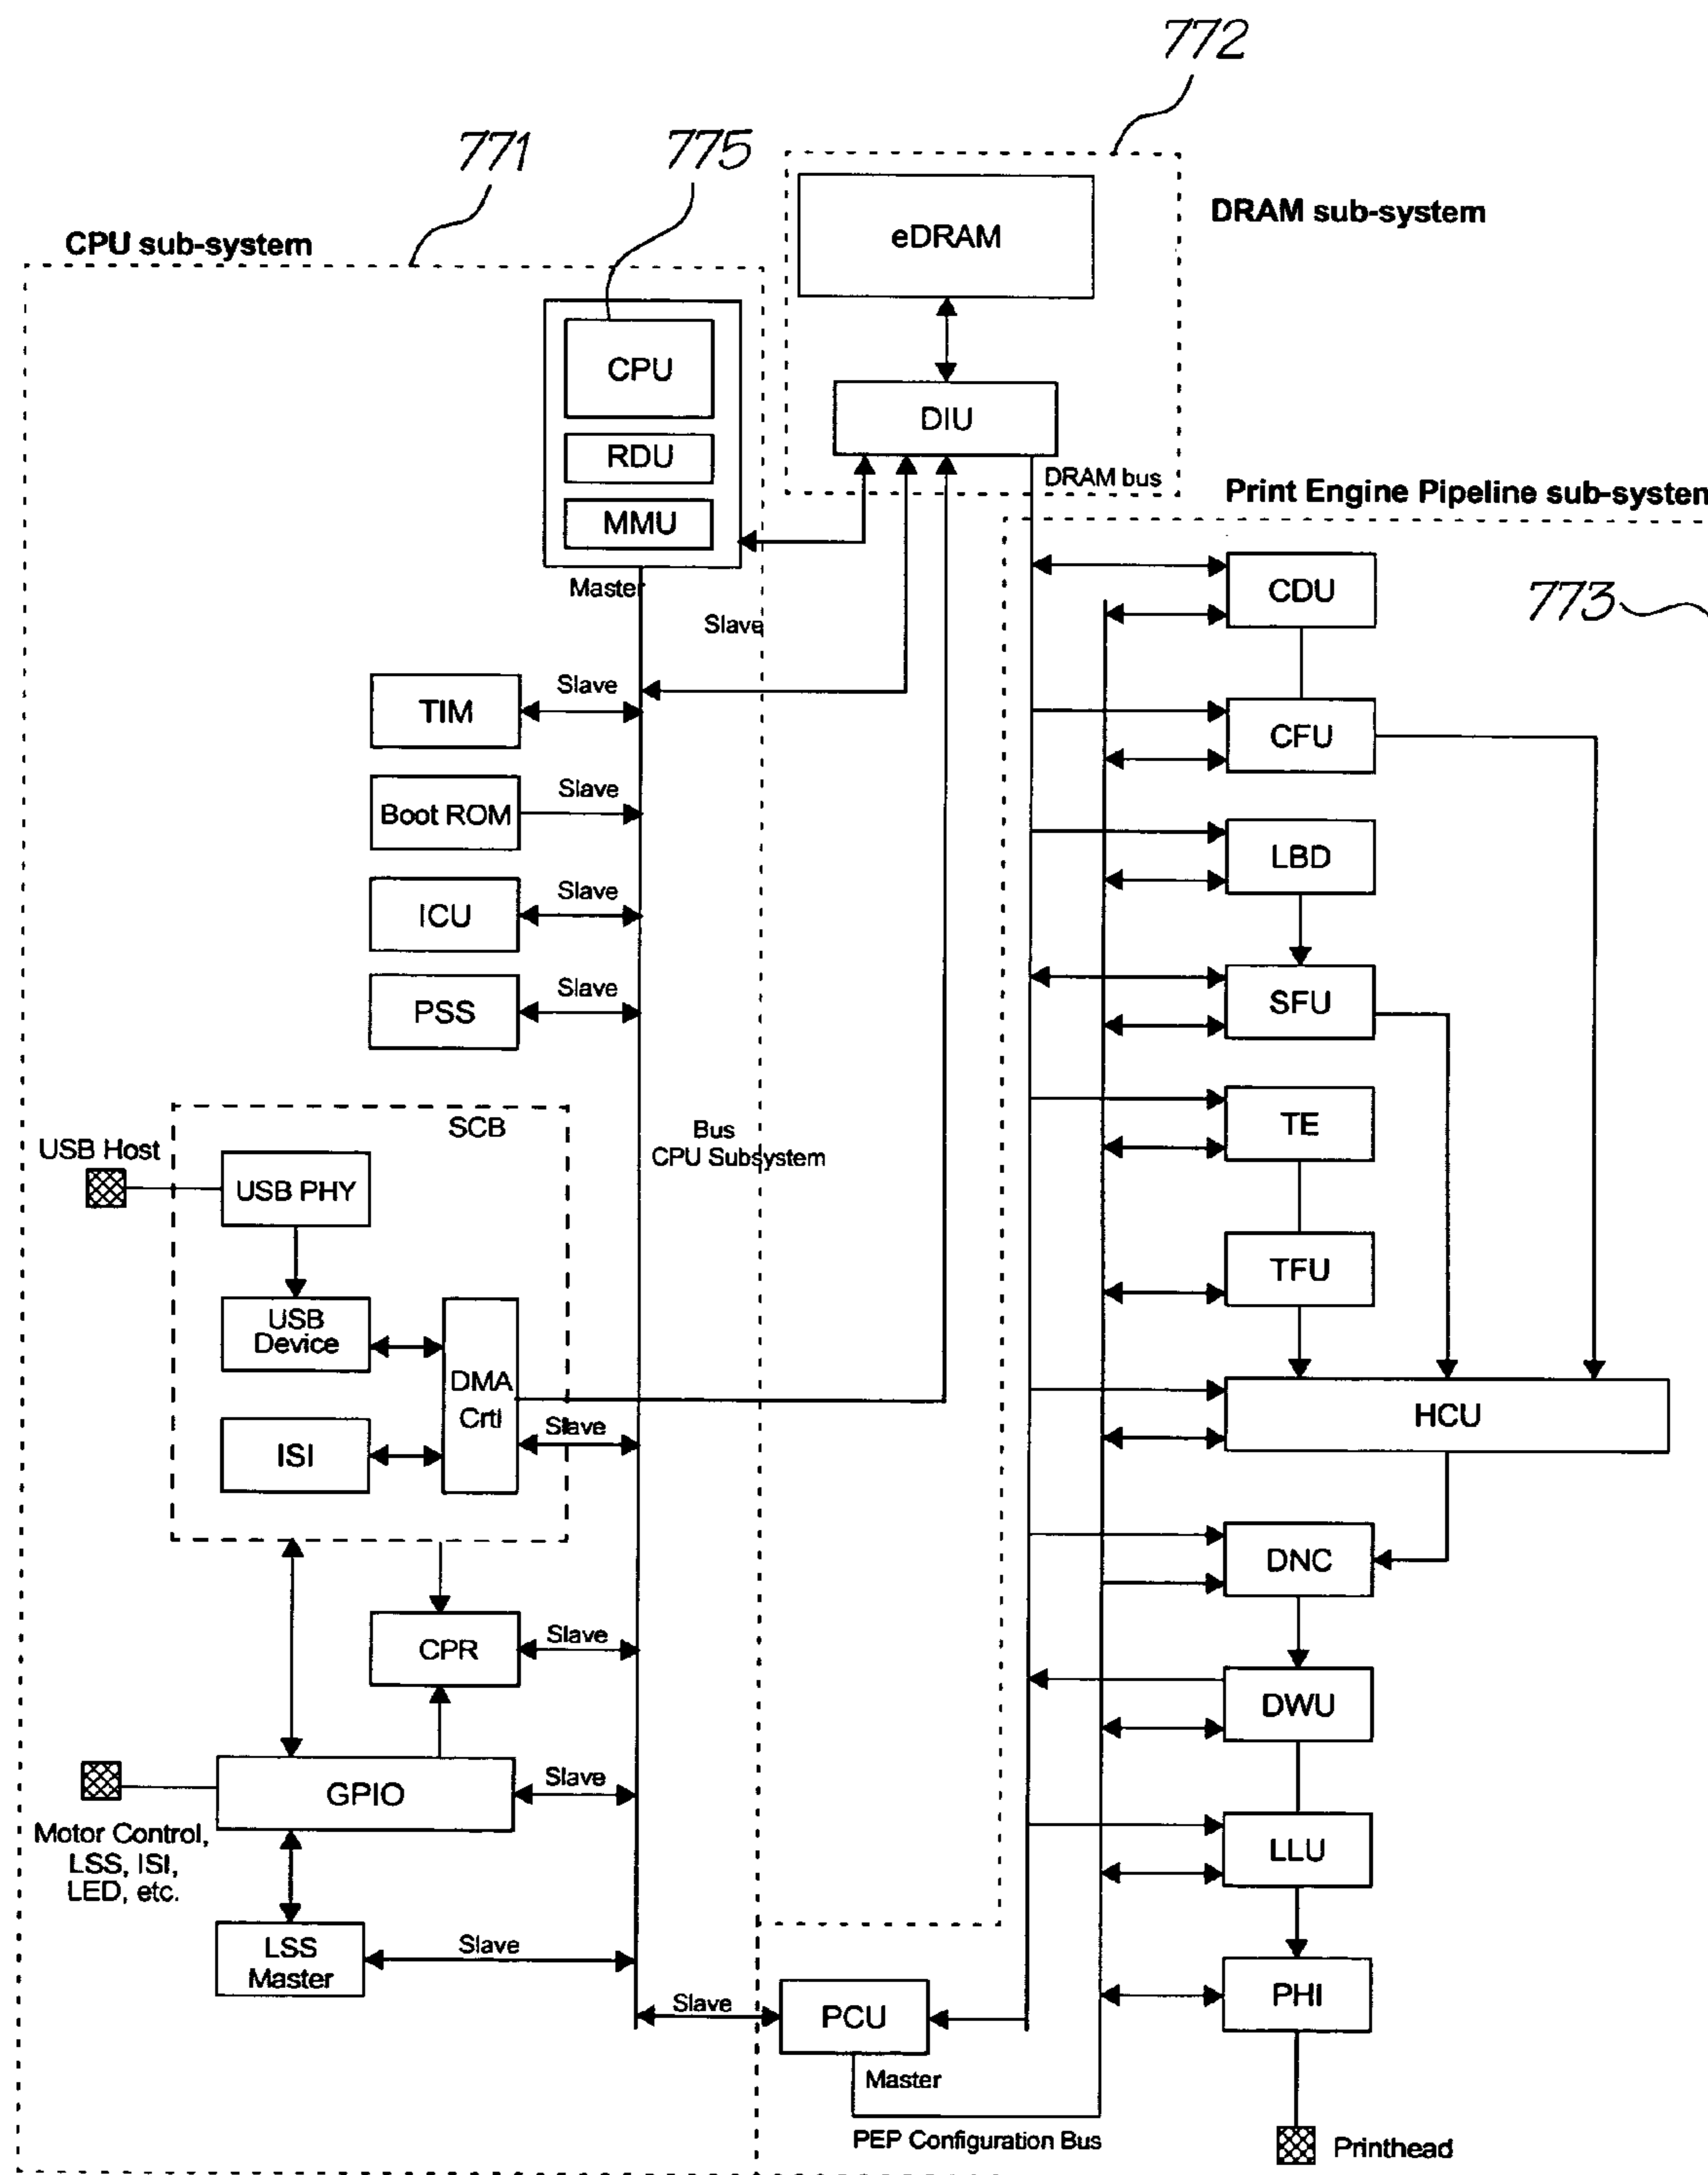 772
771
775
CPU sub-system
DRAM sub-system
eDRAM
CPU
RDU
MMU
DIU
DRAM bus
Print Engine Pipeline sub-system
773
Master
Slave
CDU
TIM
Slave
CFU
Boot ROM
Slave
LBD
ICU
Slave
PSS
Slave
SFU
SCB
Bus
CPU Subsystem
TE
USB Host
USB PHY
TFU
USB
Device
DMA
Crtl
Slave
ISI
HCU
DNC
CPR
Slave
DWU
GPIO
Slave
Motor Control,
LSS, ISI,
LED, etc.
LLU
LSS
Master
Slave
PHI
Slave
PCU
Master
PEP Configuration Bus
Printhead